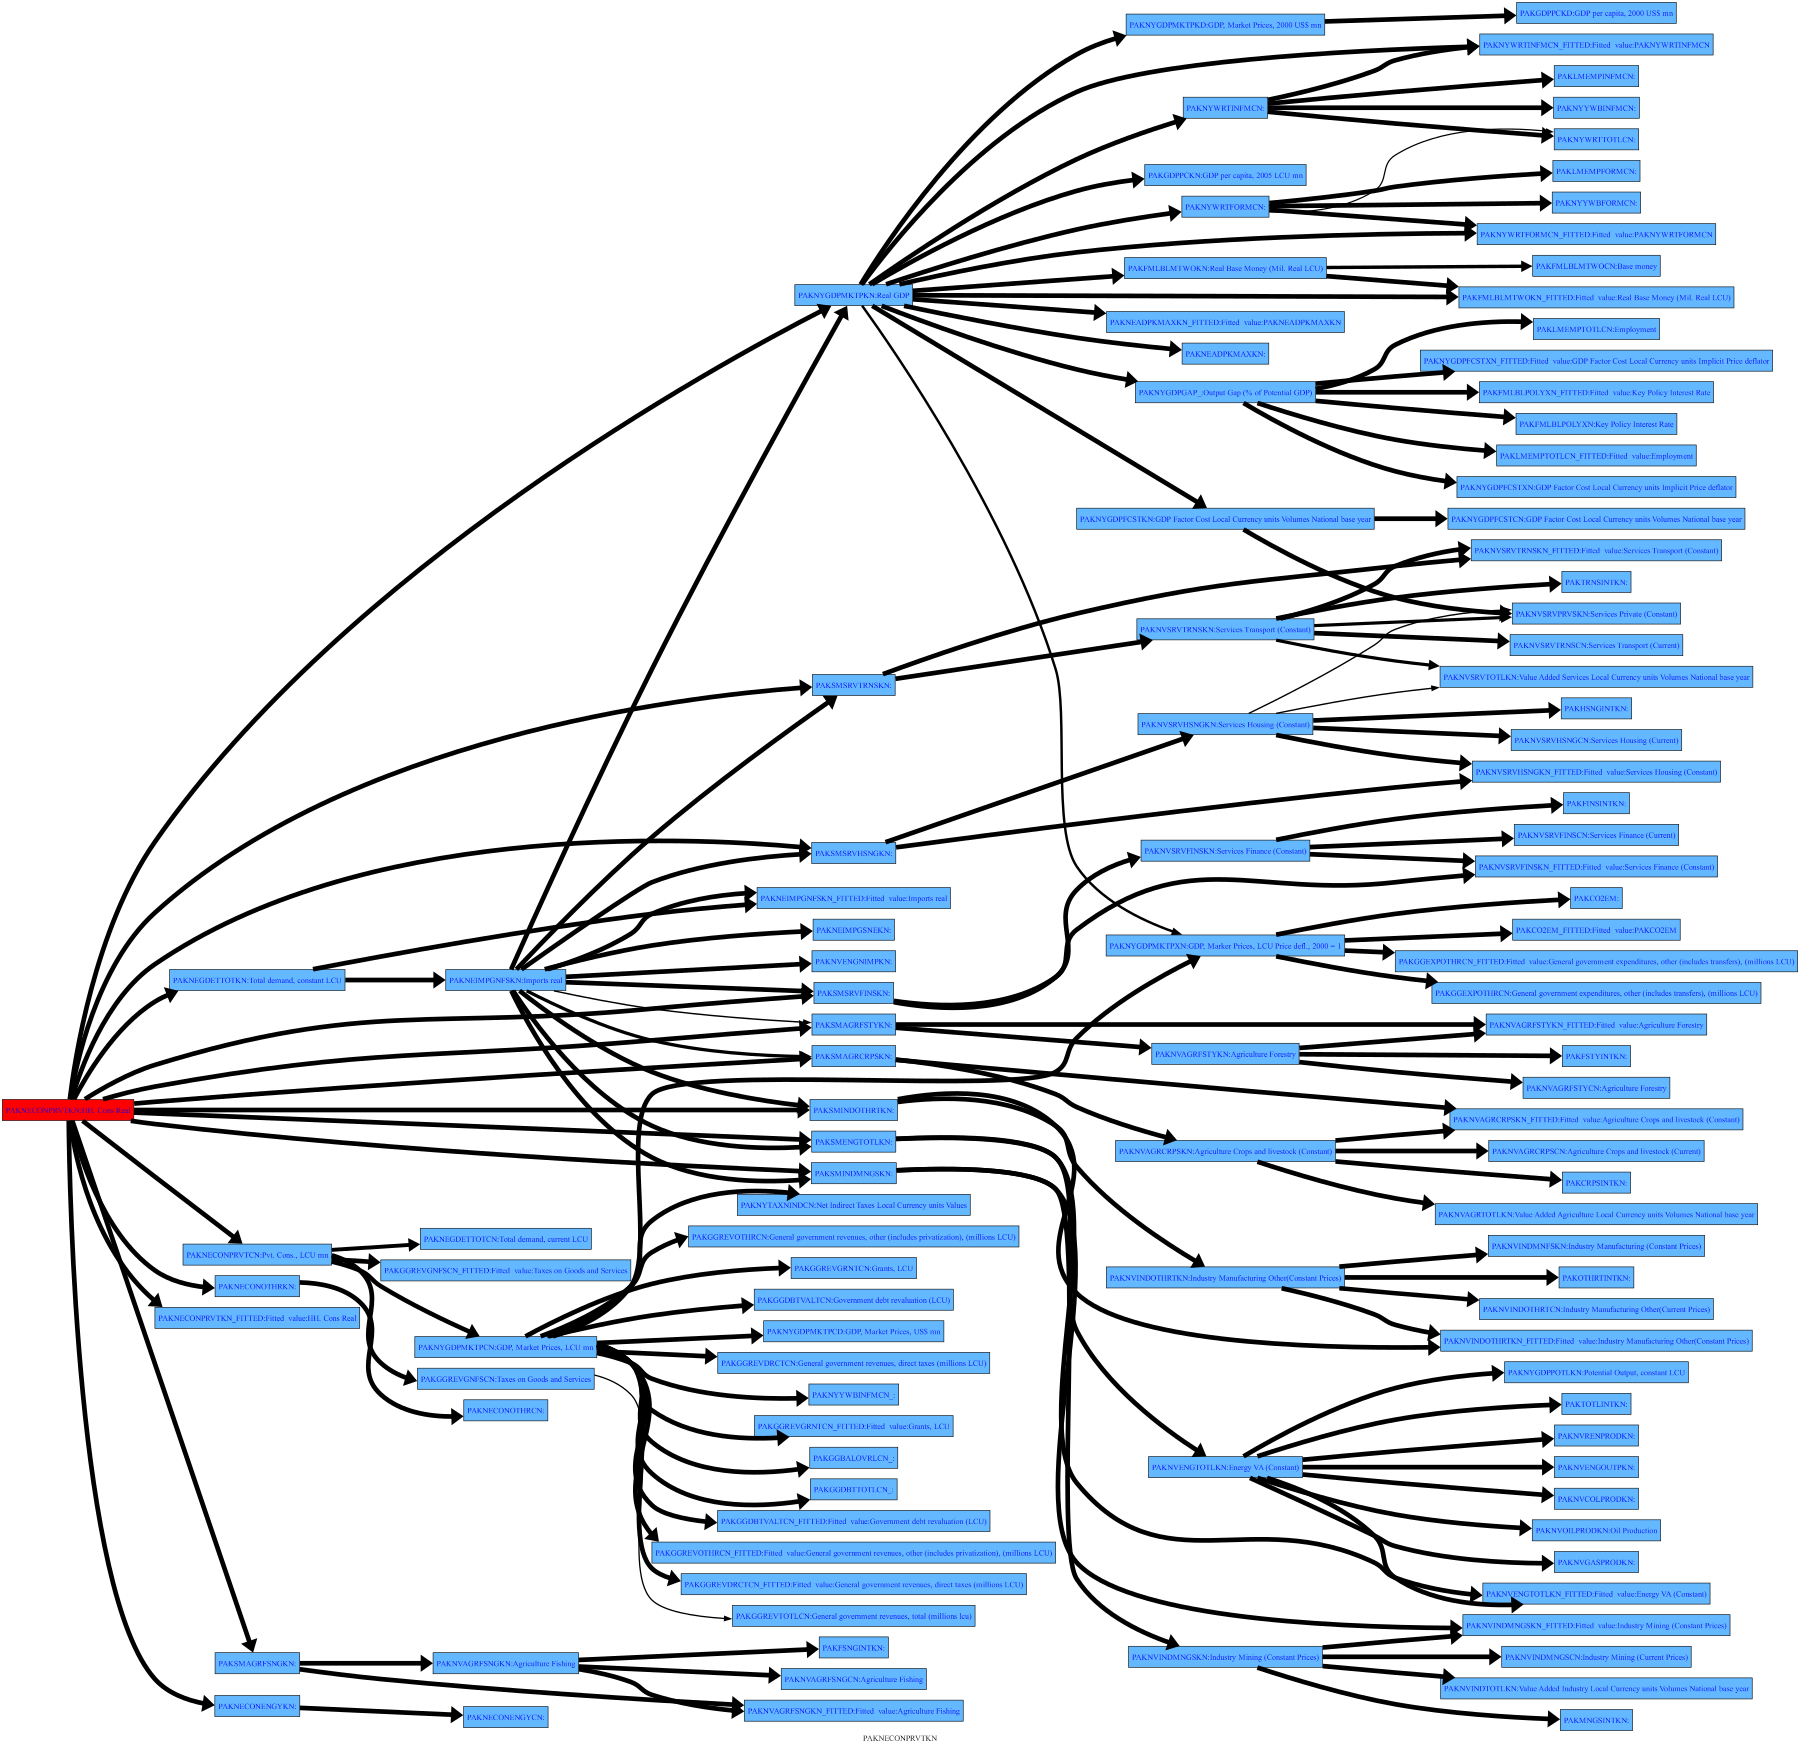 PAKNYGDPMKTPKD:GDP, Market Prices, 2000 US$ mn
PAKGDPPCKD:GDP per capita, 2000 US$ mn
PAKNYWRTINFMCN_FITTED:Fitted value:PAKNYWRTINFMCN
PAKLMEMPINFMCN:
PAKNYWRTINFMCN:
PAKNYYWBINFMCN:
PAKNYWRTTOTLCN:
PAKGDPPCKN:GDP per capita, 2005 LCU mn
PAKLMEMPFORMCN:
PAKNYWRTFORMCN:
PAKNYYWBFORMCN:
PAKNYWRTFORMCN_FITTED:Fitted value:PAKNYWRTFORMCN
PAKFMLBLMTWOKN:Real Base Money (Mil. Real LCU)
PAKFMLBLMTWOCN:Base money
PAKNYGDPMKTPKN:Real GDP
PAKFMLBLMTWOKN_FITTED:Fitted value:Real Base Money (Mil. Real LCU)
PAKNEADPKMAXKN_FITTED:Fitted value:PAKNEADPKMAXKN
PAKLMEMPTOTLCN:Employment
PAKNEADPKMAXKN:
PAKNYGDPFCSTXN_FITTED:Fitted value:GDP Factor Cost Local Currency units Implicit Price deflator
PAKNYGDPGAP_:Output Gap (% of Potential GDP)
PAKFMLBLPOLYXN_FITTED:Fitted value:Key Policy Interest Rate
PAKFMLBLPOLYXN:Key Policy Interest Rate
PAKLMEMPTOTLCN_FITTED:Fitted value:Employment
PAKNYGDPFCSTXN:GDP Factor Cost Local Currency units Implicit Price deflator
PAKNYGDPFCSTKN:GDP Factor Cost Local Currency units Volumes National base year
PAKNYGDPFCSTCN:GDP Factor Cost Local Currency units Volumes National base year
PAKNVSRVTRNSKN_FITTED:Fitted value:Services Transport (Constant)
PAKTRNSINTKN:
PAKNVSRVPRVSKN:Services Private (Constant)
PAKNVSRVTRNSKN:Services Transport (Constant)
PAKNVSRVTRNSCN:Services Transport (Current)
PAKNVSRVTOTLKN:Value Added Services Local Currency units Volumes National base year
PAKSMSRVTRNSKN:
PAKHSNGINTKN:
PAKNVSRVHSNGKN:Services Housing (Constant)
PAKNVSRVHSNGCN:Services Housing (Current)
PAKNVSRVHSNGKN_FITTED:Fitted value:Services Housing (Constant)
PAKFINSINTKN:
PAKNVSRVFINSCN:Services Finance (Current)
PAKSMSRVHSNGKN:
PAKNVSRVFINSKN:Services Finance (Constant)
PAKNVSRVFINSKN_FITTED:Fitted value:Services Finance (Constant)
PAKNEIMPGNFSKN_FITTED:Fitted value:Imports real
PAKCO2EM:
PAKNEIMPGSNEKN:
PAKCO2EM_FITTED:Fitted value:PAKCO2EM
PAKNYGDPMKTPXN:GDP, Marker Prices, LCU Price defl., 2000 = 1
PAKNVENGNIMPKN:
PAKGGEXPOTHRCN_FITTED:Fitted value:General government expenditures, other (includes transfers), (millions LCU)
PAKNEGDETTOTKN:Total demand, constant LCU
PAKNEIMPGNFSKN:Imports real
PAKSMSRVFINSKN:
PAKGGEXPOTHRCN:General government expenditures, other (includes transfers), (millions LCU)
PAKSMAGRFSTYKN:
PAKNVAGRFSTYKN_FITTED:Fitted value:Agriculture Forestry
PAKSMAGRCRPSKN:
PAKNVAGRFSTYKN:Agriculture Forestry
PAKFSTYINTKN:
PAKNVAGRFSTYCN:Agriculture Forestry
PAKNECONPRVTKN:HH. Cons Real
PAKSMINDOTHRTKN:
PAKNVAGRCRPSKN_FITTED:Fitted value:Agriculture Crops and livestock (Constant)
PAKSMENGTOTLKN:
PAKNVAGRCRPSKN:Agriculture Crops and livestock (Constant)
PAKNVAGRCRPSCN:Agriculture Crops and livestock (Current)
PAKSMINDMNGSKN:
PAKCRPSINTKN:
PAKNYTAXNINDCN:Net Indirect Taxes Local Currency units Values
PAKNVAGRTOTLKN:Value Added Agriculture Local Currency units Volumes National base year
PAKNEGDETTOTCN:Total demand, current LCU
PAKGGREVOTHRCN:General government revenues, other (includes privatization), (millions LCU)
PAKNVINDMNFSKN:Industry Manufacturing (Constant Prices)
PAKNECONPRVTCN:Pvt. Cons., LCU mn
PAKGGREVGNFSCN_FITTED:Fitted value:Taxes on Goods and Services
PAKGGREVGRNTCN:Grants, LCU
PAKNVINDOTHRTKN:Industry Manufacturing Other(Constant Prices)
PAKOTHRTINTKN:
PAKNECONOTHRKN:
PAKGGDBTVALTCN:Government debt revaluation (LCU)
PAKNVINDOTHRTCN:Industry Manufacturing Other(Current Prices)
PAKNECONPRVTKN_FITTED:Fitted value:HH. Cons Real
PAKNYGDPMKTPCD:GDP, Market Prices, US$ mn
PAKNVINDOTHRTKN_FITTED:Fitted value:Industry Manufacturing Other(Constant Prices)
PAKNYGDPMKTPCN:GDP, Market Prices, LCU mn
PAKGGREVDRCTCN:General government revenues, direct taxes (millions LCU)
PAKNYGDPPOTLKN:Potential Output, constant LCU
PAKGGREVGNFSCN:Taxes on Goods and Services
PAKNYYWBINFMCN_:
PAKTOTLINTKN:
PAKNECONOTHRCN:
PAKGGREVGRNTCN_FITTED:Fitted value:Grants, LCU
PAKNVRENPRODKN:
PAKGGBALOVRLCN_:
PAKNVENGTOTLKN:Energy VA (Constant)
PAKNVENGOUTPKN:
PAKGGDBTTOTLCN_:
PAKNVCOLPRODKN:
PAKGGDBTVALTCN_FITTED:Fitted value:Government debt revaluation (LCU)
PAKNVOILPRODKN:Oil Production
PAKGGREVOTHRCN_FITTED:Fitted value:General government revenues, other (includes privatization), (millions LCU)
PAKNVGASPRODKN:
PAKGGREVDRCTCN_FITTED:Fitted value:General government revenues, direct taxes (millions LCU)
PAKNVENGTOTLKN_FITTED:Fitted value:Energy VA (Constant)
PAKGGREVTOTLCN:General government revenues, total (millions lcu)
PAKNVINDMNGSKN_FITTED:Fitted value:Industry Mining (Constant Prices)
PAKFSNGINTKN:
PAKNVINDMNGSKN:Industry Mining (Constant Prices)
PAKNVINDMNGSCN:Industry Mining (Current Prices)
PAKSMAGRFSNGKN:
PAKNVAGRFSNGKN:Agriculture Fishing
PAKNVAGRFSNGCN:Agriculture Fishing
PAKNVINDTOTLKN:Value Added Industry Local Currency units Volumes National base year
PAKNECONENGYKN:
PAKNECONENGYCN:
PAKNVAGRFSNGKN_FITTED:Fitted value:Agriculture Fishing
PAKMNGSINTKN:
PAKNECONPRVTKN